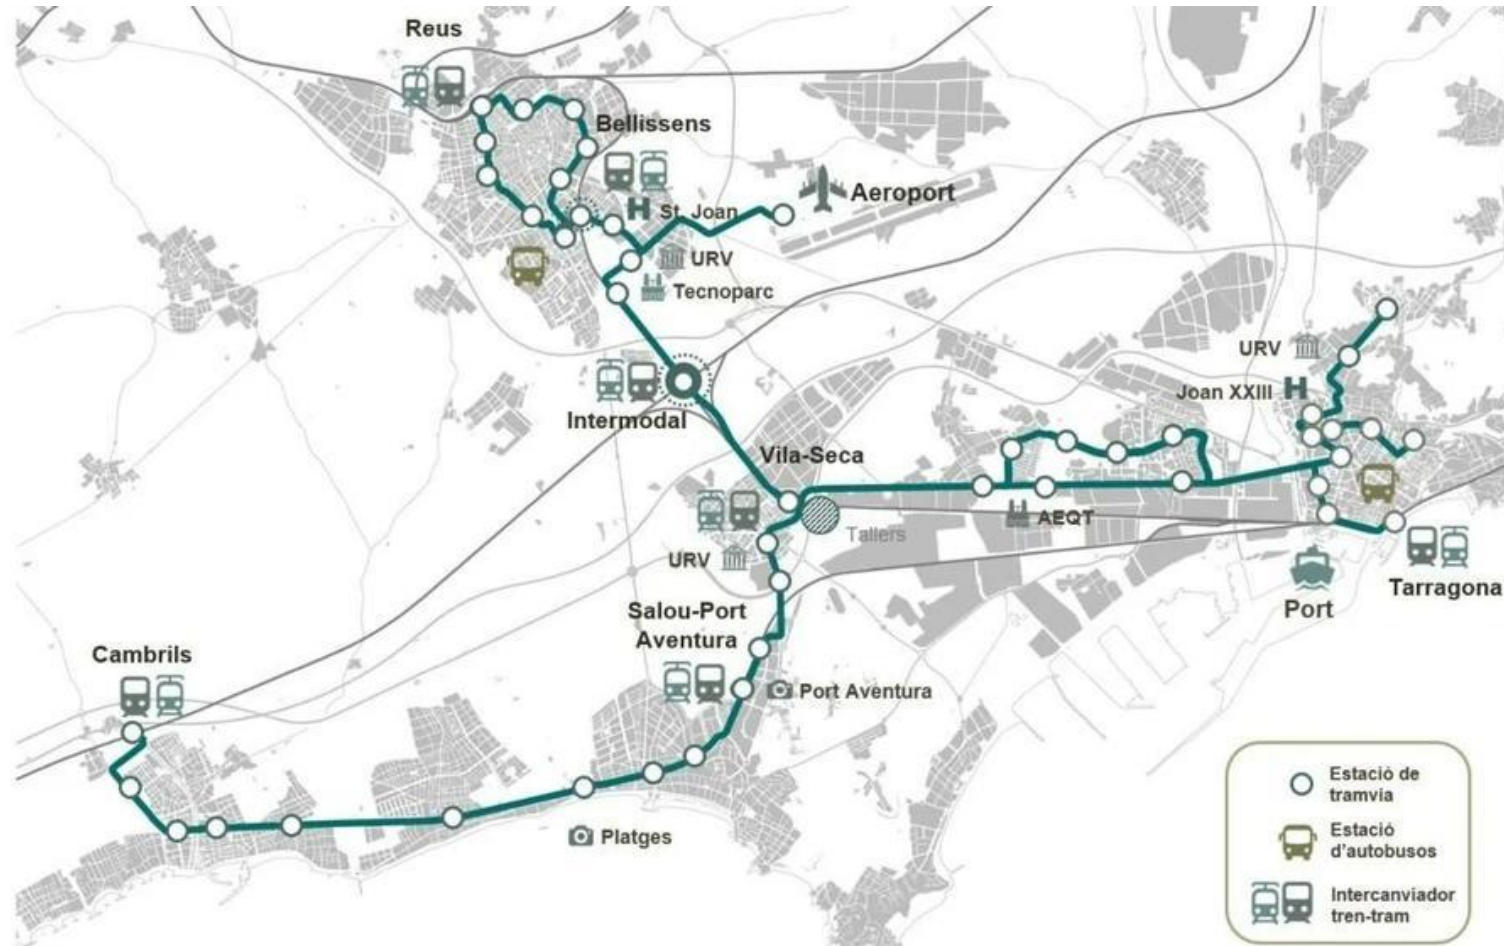 Reus
Bellissens
St. Joan
Aeroport
URV
Tecnoparc
Intermodal
URV
Joan XXIII
Vila-Seca
AEQT
Tallers
URV
Port
Tarragona
Salou-Port
Aventura
Port Aventura
Cambrils
Platges
Estació de
tramvia
Estació
d'autobusos
Intercanviador
tren-tram